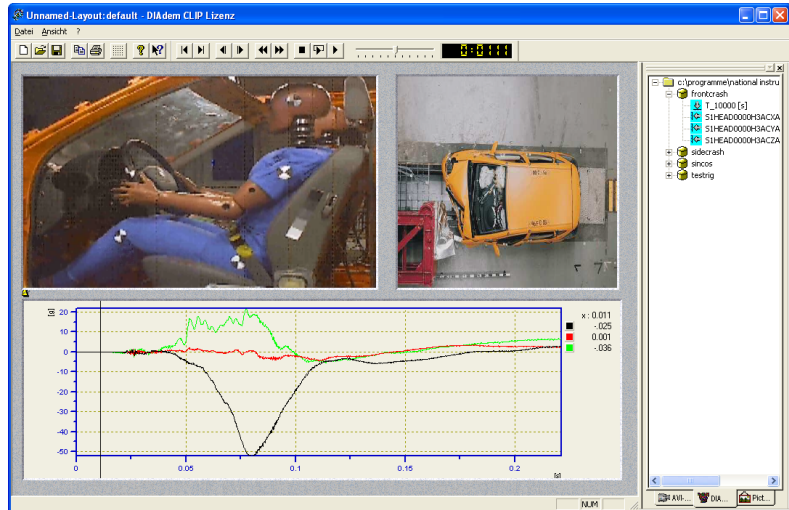 Unnamed-Layout: default - DIAdem CLIP Lizenz
Datei Ansicht ?
0:0111
c:\programme\national instru
frontcrash
T_10000 [s]
S1HEAD0000H3ACXA
S1HEAD0000H3ACYA
S1HEAD0000H3ACZA
sidecrash
sincos
testrig
[g]
20
10
0
-10
-20
-30
-40
-50
0
0.05
0.1
0.15
0.2
[s]
x : 0.011
-.025
0.001
-.036
AVI-... DIA... Pict...
NUM